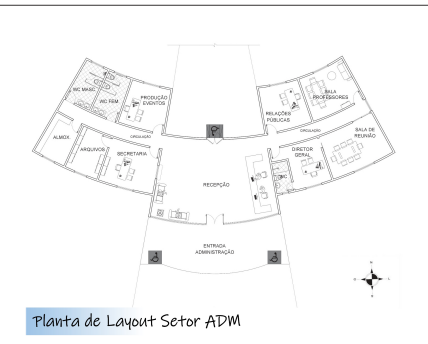 WC MASC
WC FEM
PRODUÇÃO
EVENTOS
RELAÇÕES
PÚBLICAS
SALA
PROFESSORES
CIRCULAÇÃO
CIRCULAÇÃO
ALMOX.
ARQUIVOS
SECRETARIA
RECEPÇÃO
WC
DIRETOR
GERAL
SALA DE
REUNIÃO
ENTRADA
ADMINISTRAÇÃO
Planta de Layout Setor ADM